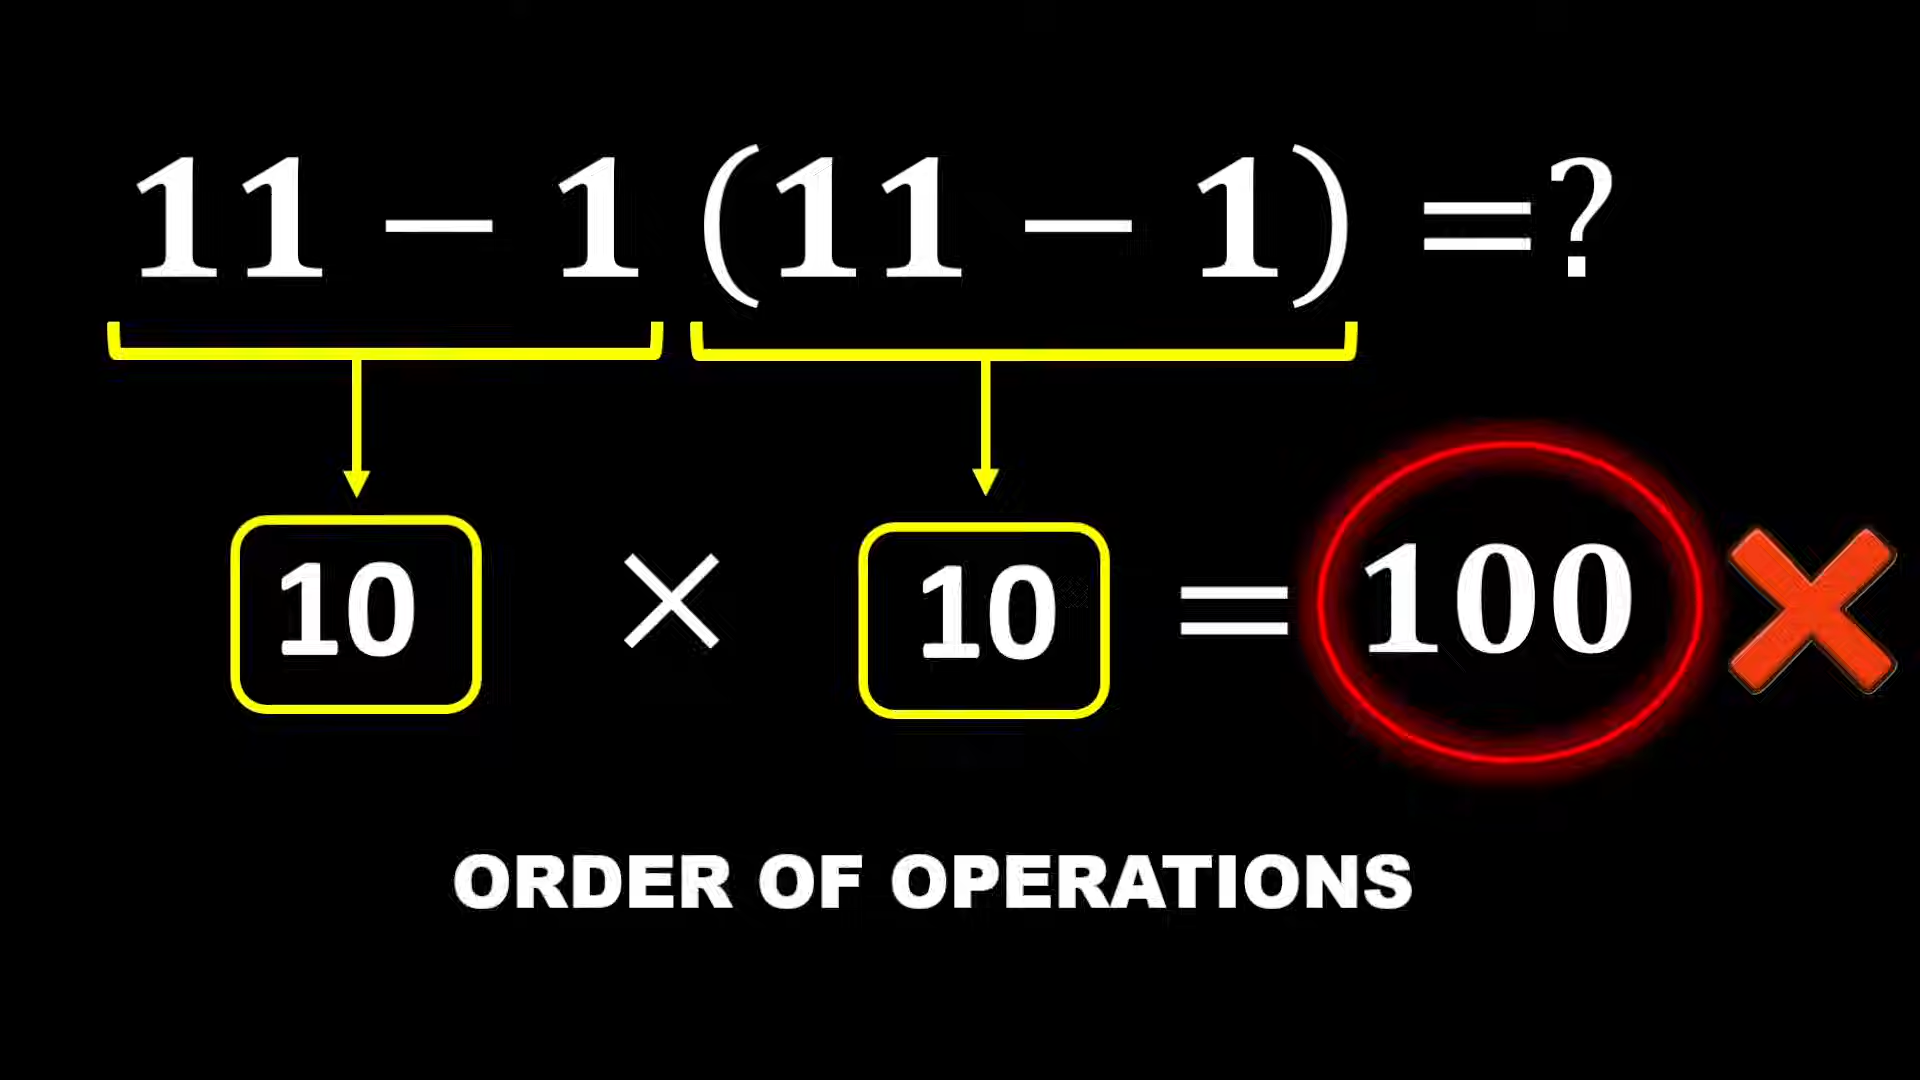 11 − 1 (11 − 1) =?
10 × 10 = 100
ORDER OF OPERATIONS